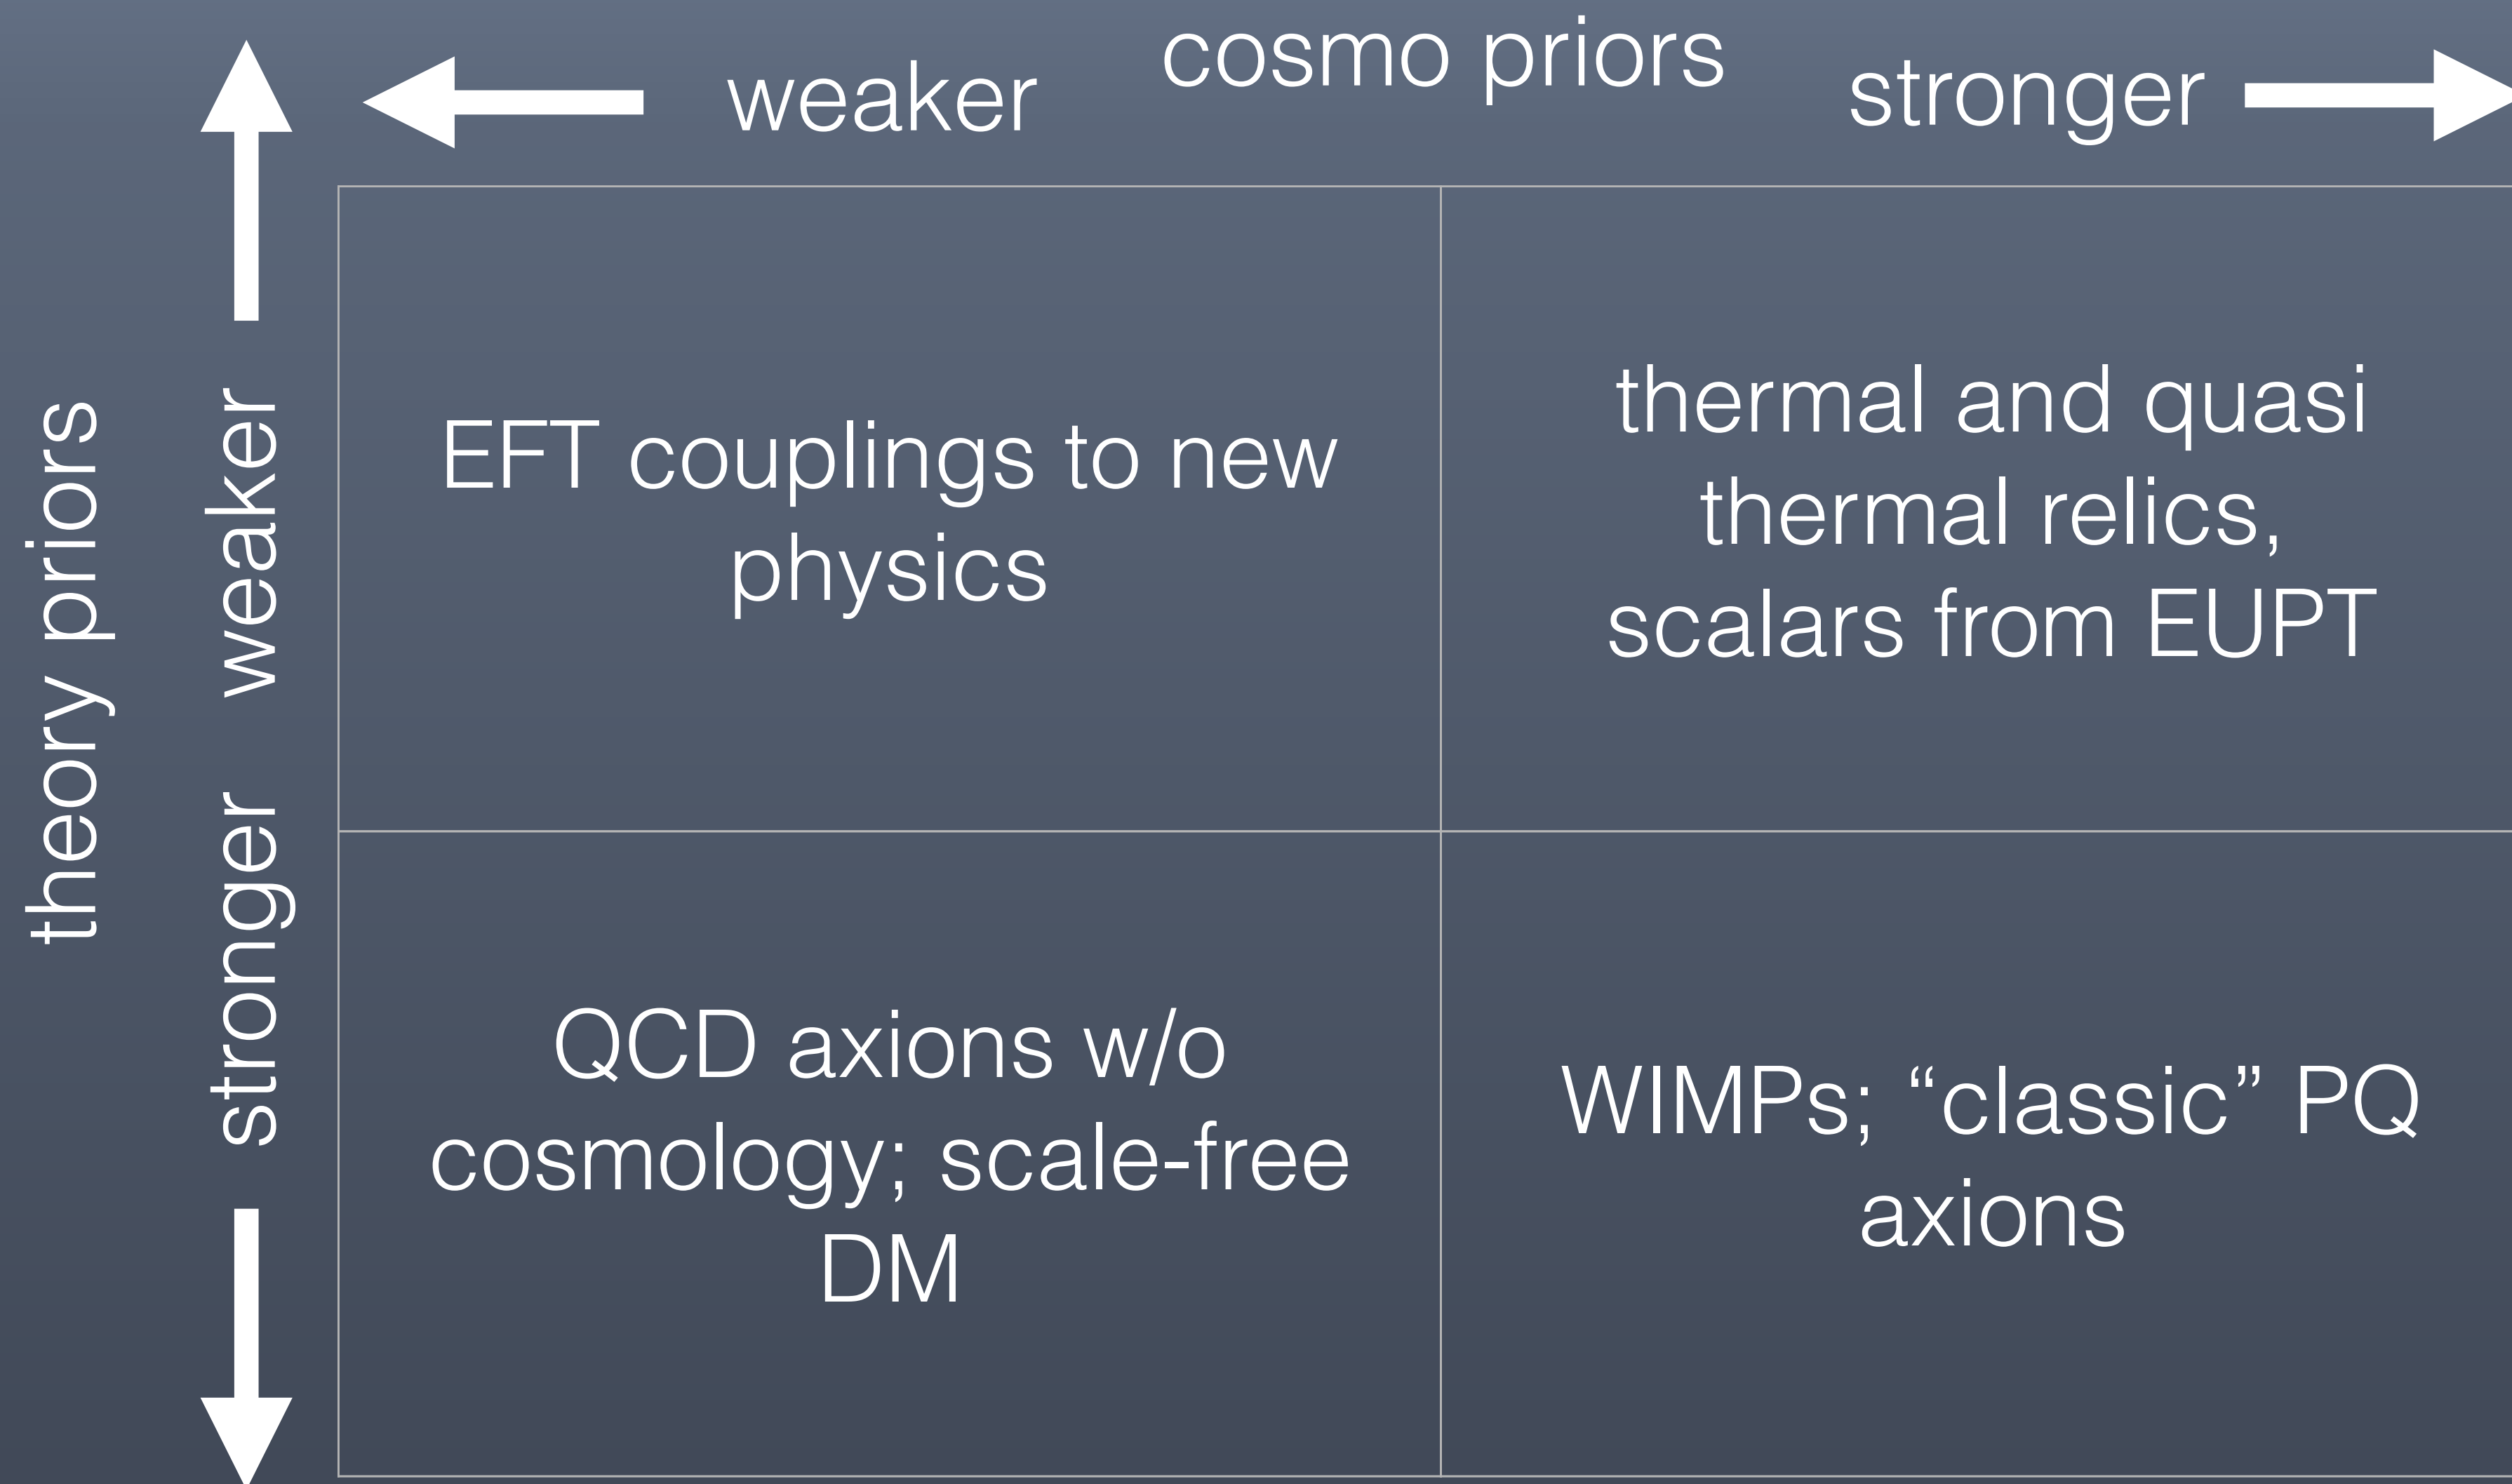 cosmo priors
weaker
stronger
theory priors
weaker
stronger
EFT couplings to new
physics
thermal and quasi
thermal relics,
scalars from EUPT
QCD axions w/o
cosmology; scale-free
DM
WIMPs; “classic” PQ
axions